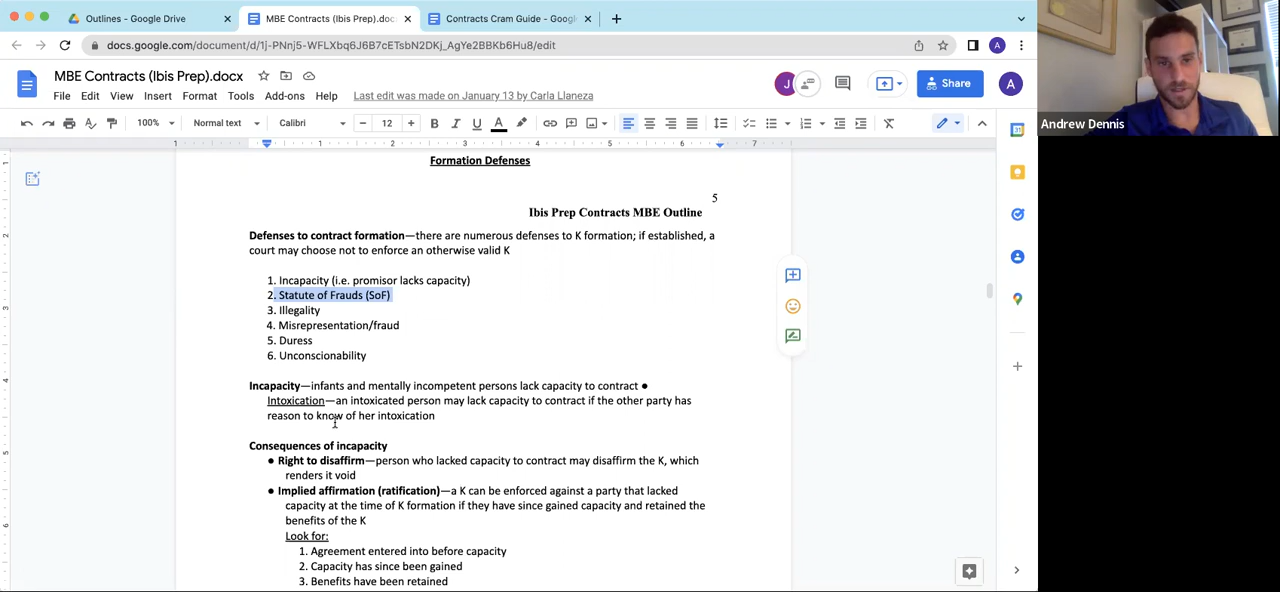 Outlines - Google Drive
MBE Contracts (Ibis Prep).doc
Contracts Cram Guide - Goog
docs.google.com/document/d/1j-PNnj5-WFLXbq6J6B7cETsbN2DKj_AgYe2BBKb6Hu8/edit
A
MBE Contracts (Ibis Prep).docx
File Edit View Insert Format Tools Add-ons Help Last edit was made on January 13 by Carla Llaneza
J
Share
A
100% Normal text Calibri 12 B I U A
1 1 2 3 4 5 6 7
Formation Defenses
5
Ibis Prep Contracts MBE Outline
Defenses to contract formation—there are numerous defenses to K formation; if established, a
court may choose not to enforce an otherwise valid K
1. Incapacity (i.e. promisor lacks capacity)
2. Statute of Frauds (SoF)
3. Illegality
4. Misrepresentation/fraud
5. Duress
6. Unconscionability
Incapacity—infants and mentally incompetent persons lack capacity to contract ●
Intoxication—an intoxicated person may lack capacity to contract if the other party has
reason to know of her intoxication
Consequences of incapacity
● Right to disaffirm—person who lacked capacity to contract may disaffirm the K, which
renders it void
● Implied affirmation (ratification)—a K can be enforced against a party that lacked
capacity at the time of K formation if they have since gained capacity and retained the
benefits of the K
Look for:
1. Agreement entered into before capacity
2. Capacity has since been gained
3. Benefits have been retained
Andrew Dennis